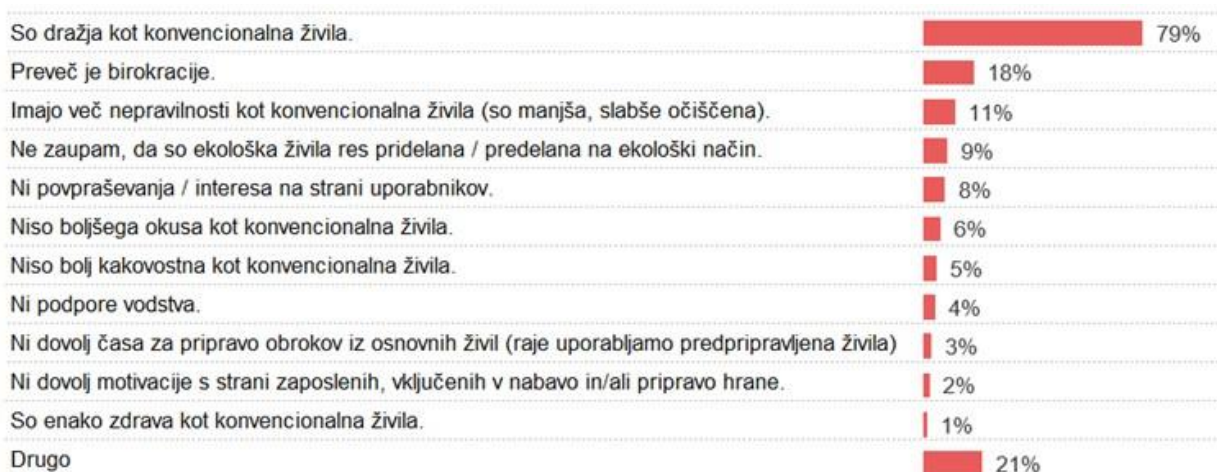 So dražja kot konvencionalna živila. 79%
Preveč je birokracije. 18%
Imajo več nepravilnosti kot konvencionalna živila (so manjša, slabše očiščena). 11%
Ne zaupam, da so ekološka živila res pridelana / predelana na ekološki način. 9%
Ni povpraševanja / interesa na strani uporabnikov. 8%
Niso boljšega okusa kot konvencionalna živila. 6%
Niso bolj kakovostna kot konvencionalna živila. 5%
Ni podpore vodstva. 4%
Ni dovolj časa za pripravo obrokov iz osnovnih živil (raje uporabljamo predpripravljena živila) 3%
Ni dovolj motivacije s strani zaposlenih, vključenih v nabavo in/ali pripravo hrane. 2%
So enako zdrava kot konvencionalna živila. 1%
Drugo 21%